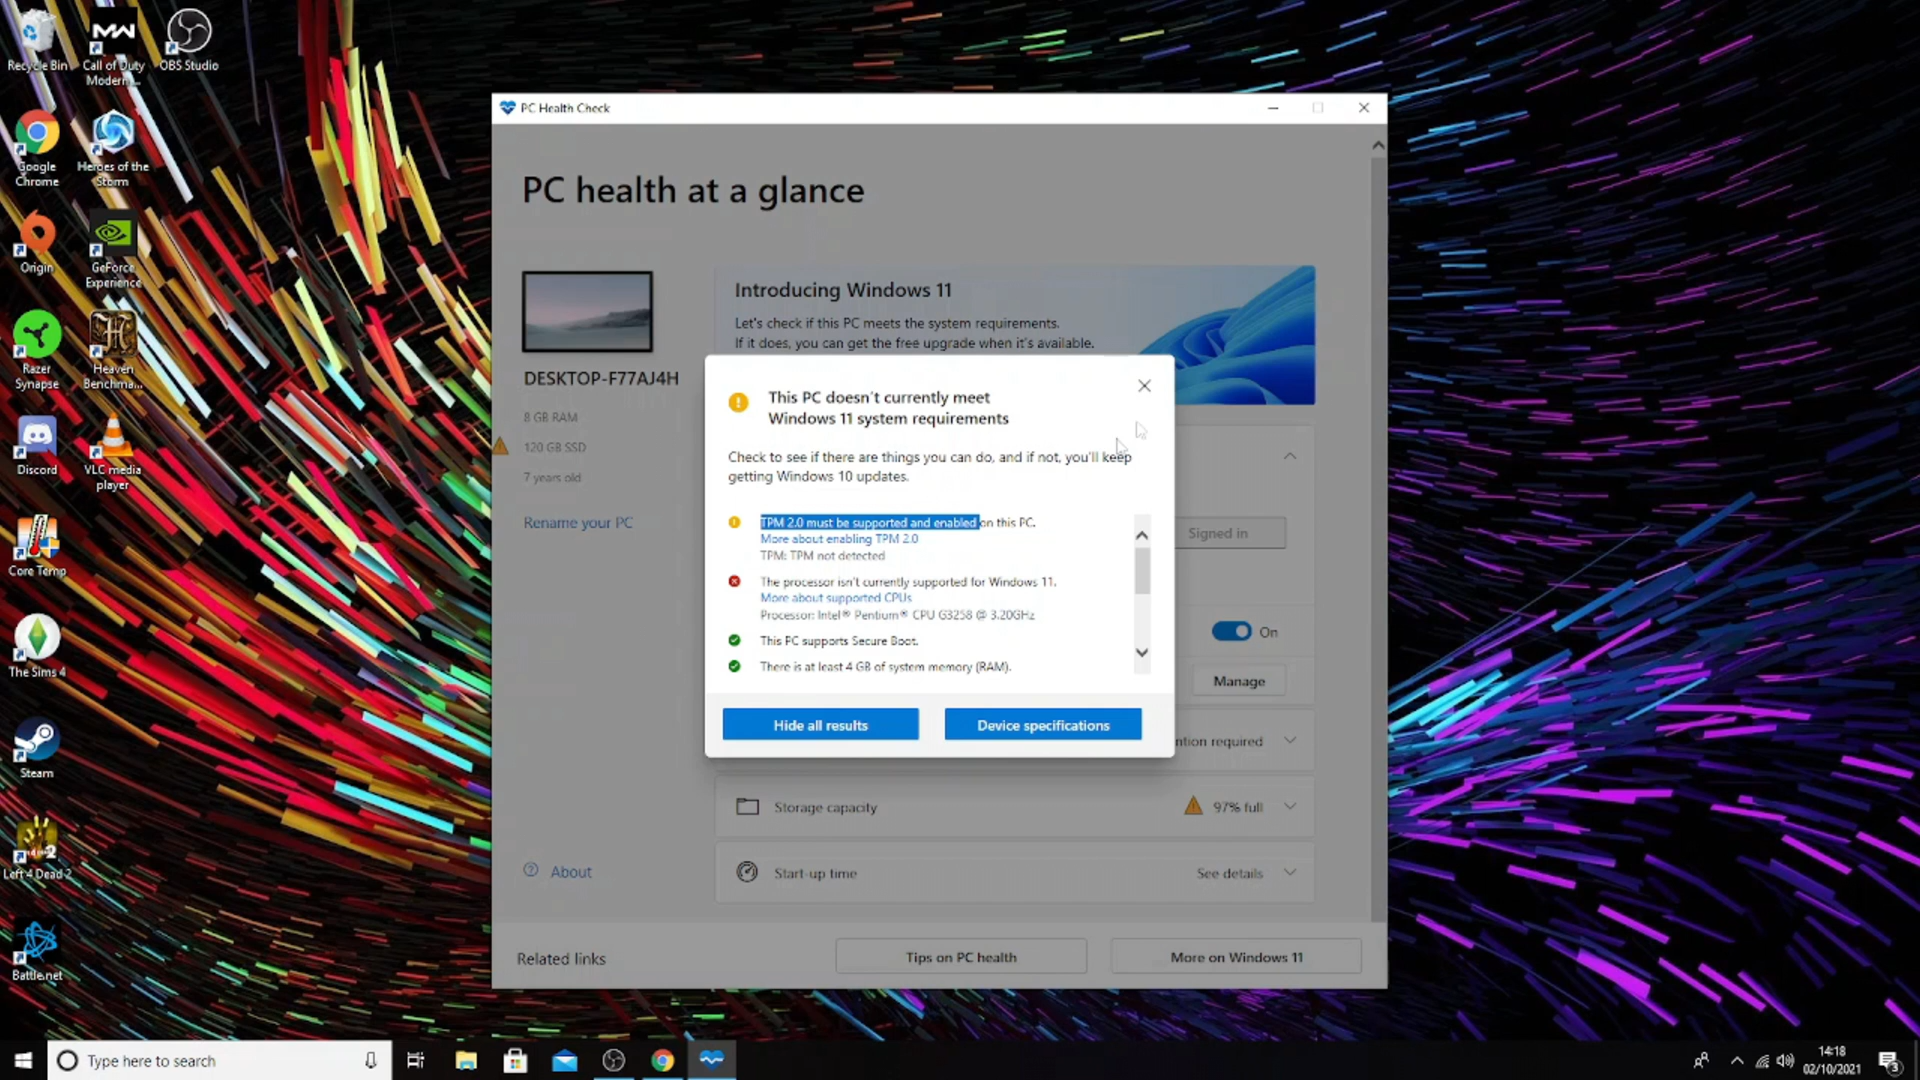 Recycle Bin
Call of Duty
Modern...
OBS Studio
Google
Chrome
Heroes of the
Storm
Origin
GeForce
Experience
Razer
Synapse
Heaven
Benchma...
Discord
VLC media
player
Core Temp
The Sims 4
Steam
Left 4 Dead 2
Battle.net
PC Health Check
PC health at a glance
DESKTOP-F77AJ4H
8 GB RAM
120 GB SSD
7 years old
Rename your PC
About
Introducing Windows 11
Let's check if this PC meets the system requirements.
If it does, you can get the free upgrade when it's available.
This PC doesn't currently meet
Windows 11 system requirements
Check to see if there are things you can do, and if not, you'll keep
getting Windows 10 updates.
TPM 2.0 must be supported and enabled on this PC.
More about enabling TPM 2.0
TPM: TPM not detected
The processor isn't currently supported for Windows 11.
More about supported CPUs
Processor: Intel® Pentium® CPU G3258 @ 3.20GHz
This PC supports Secure Boot.
There is at least 4 GB of system memory (RAM).
Hide all results
Device specifications
Signed in
On
Manage
ntion required
Storage capacity
97% full
Start-up time
See details
Related links
Tips on PC health
More on Windows 11
Type here to search
14:18
02/10/2021
3